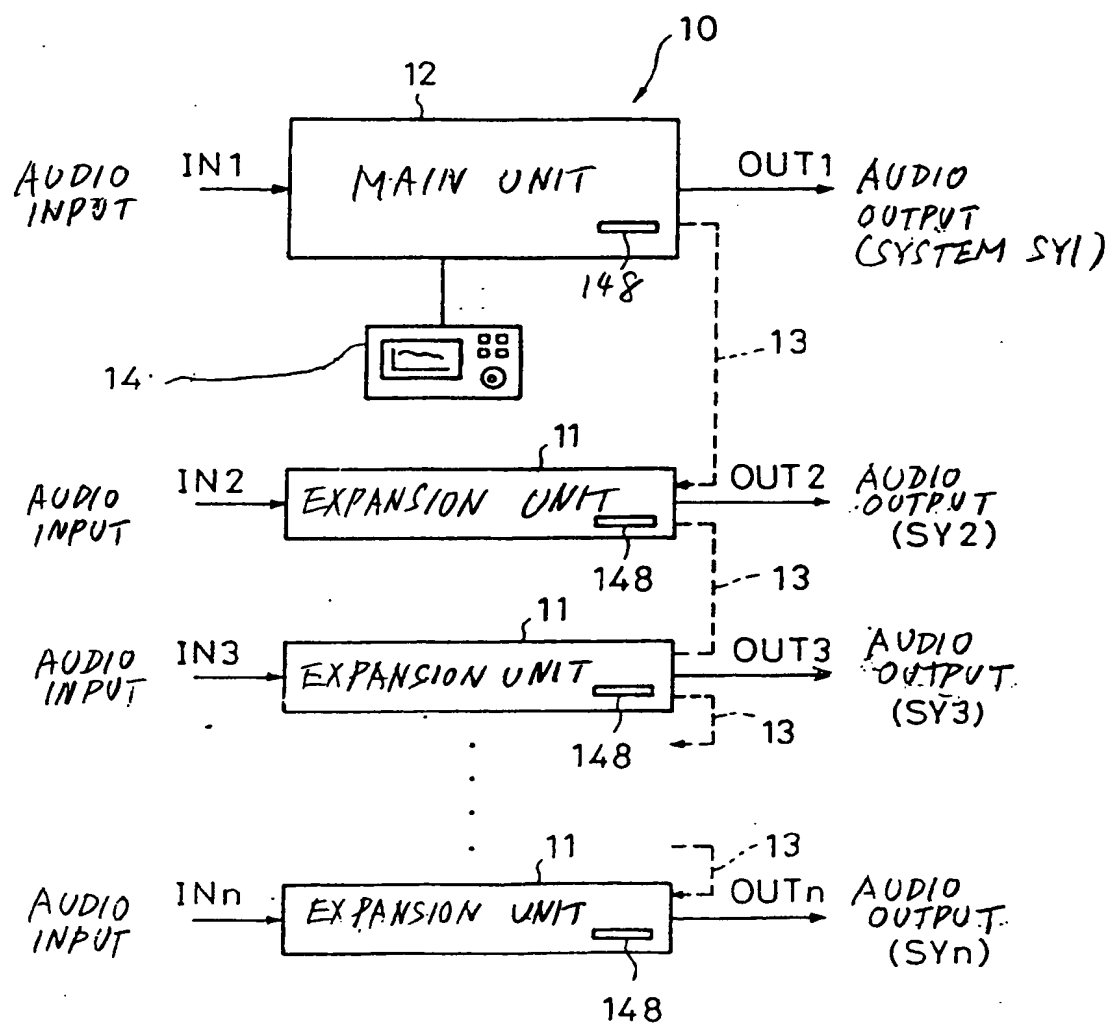 10
12
AUDIO INPUT
IN1
MAIN UNIT
OUT1
AUDIO OUTPUT (SYSTEM SY1)
148
13
14
11
AUDIO INPUT
IN2
EXPANSION UNIT
OUT2
AUDIO OUTPUT (SY2)
148
13
11
AUDIO INPUT
IN3
EXPANSION UNIT
OUT3
AUDIO OUTPUT (SY3)
148
13
13
11
AUDIO INPUT
INn
EXPANSION UNIT
OUTn
AUDIO OUTPUT (SYn)
148